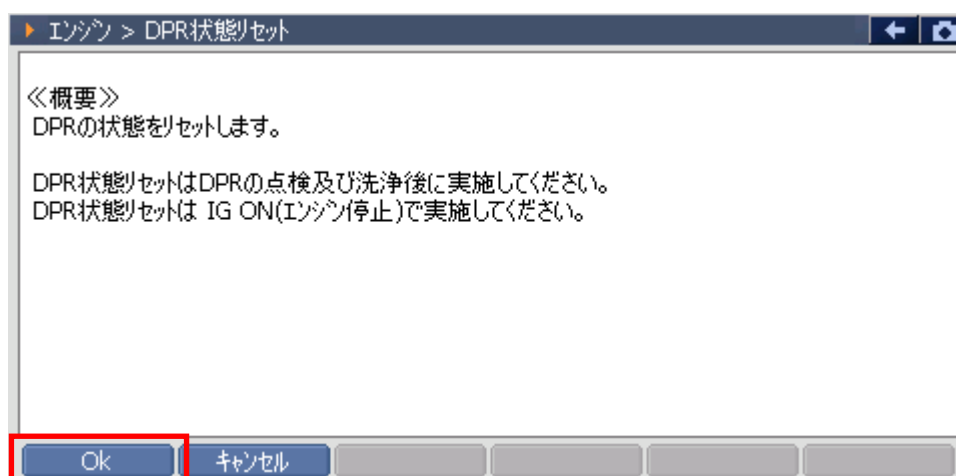 エンジン > DPR状態リセット
≪概要≫
DPRの状態をリセットします。
DPR状態リセットはDPRの点検及び洗浄後に実施してください。
DPR状態リセットは IG ON(エンジン停止)で実施してください。
Ok キャンセル